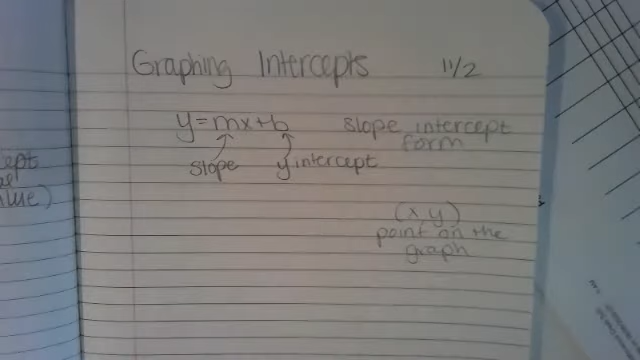 Graphing Intercepts 11/2
y=mx+b slope intercept
form
slope y intercept
(x,y)
point on the
graph